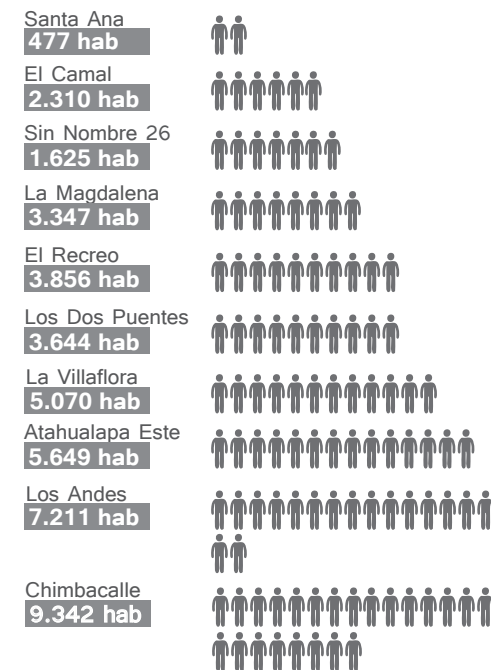 Santa Ana
477 hab
El Camal
2.310 hab
Sin Nombre 26
1.625 hab
La Magdalena
3.347 hab
El Recreo
3.856 hab
Los Dos Puentes
3.644 hab
La Villaflora
5.070 hab
Atahualapa Este
5.649 hab
Los Andes
7.211 hab
Chimbacalle
9.342 hab